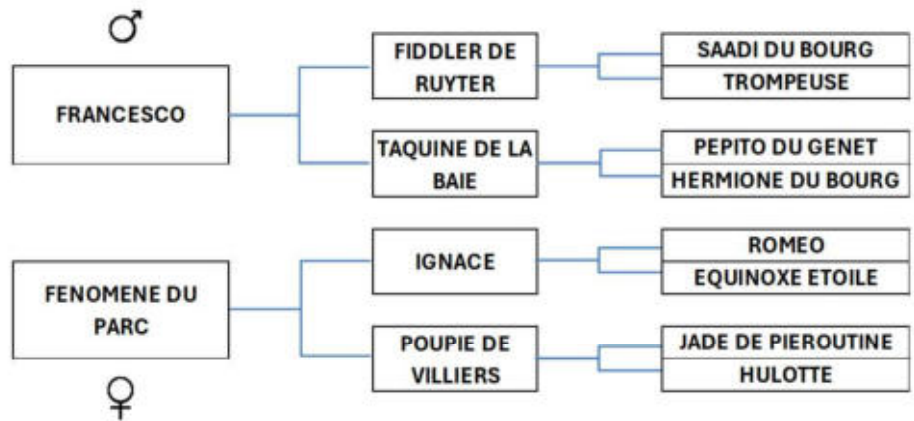 FRANCESCO
FIDDLER DE
RUYTER
SAADI DU BOURG
TROMPEUSE
TAQUINE DE LA
BAIE
PEPITO DU GENET
HERMIONE DU BOURG
FENOMENE DU
PARC
IGNACE
ROMEO
EQUINOXE ETOILE
POUPIE DE
VILLIERS
JADE DE PIEROUTINE
HULOTTE